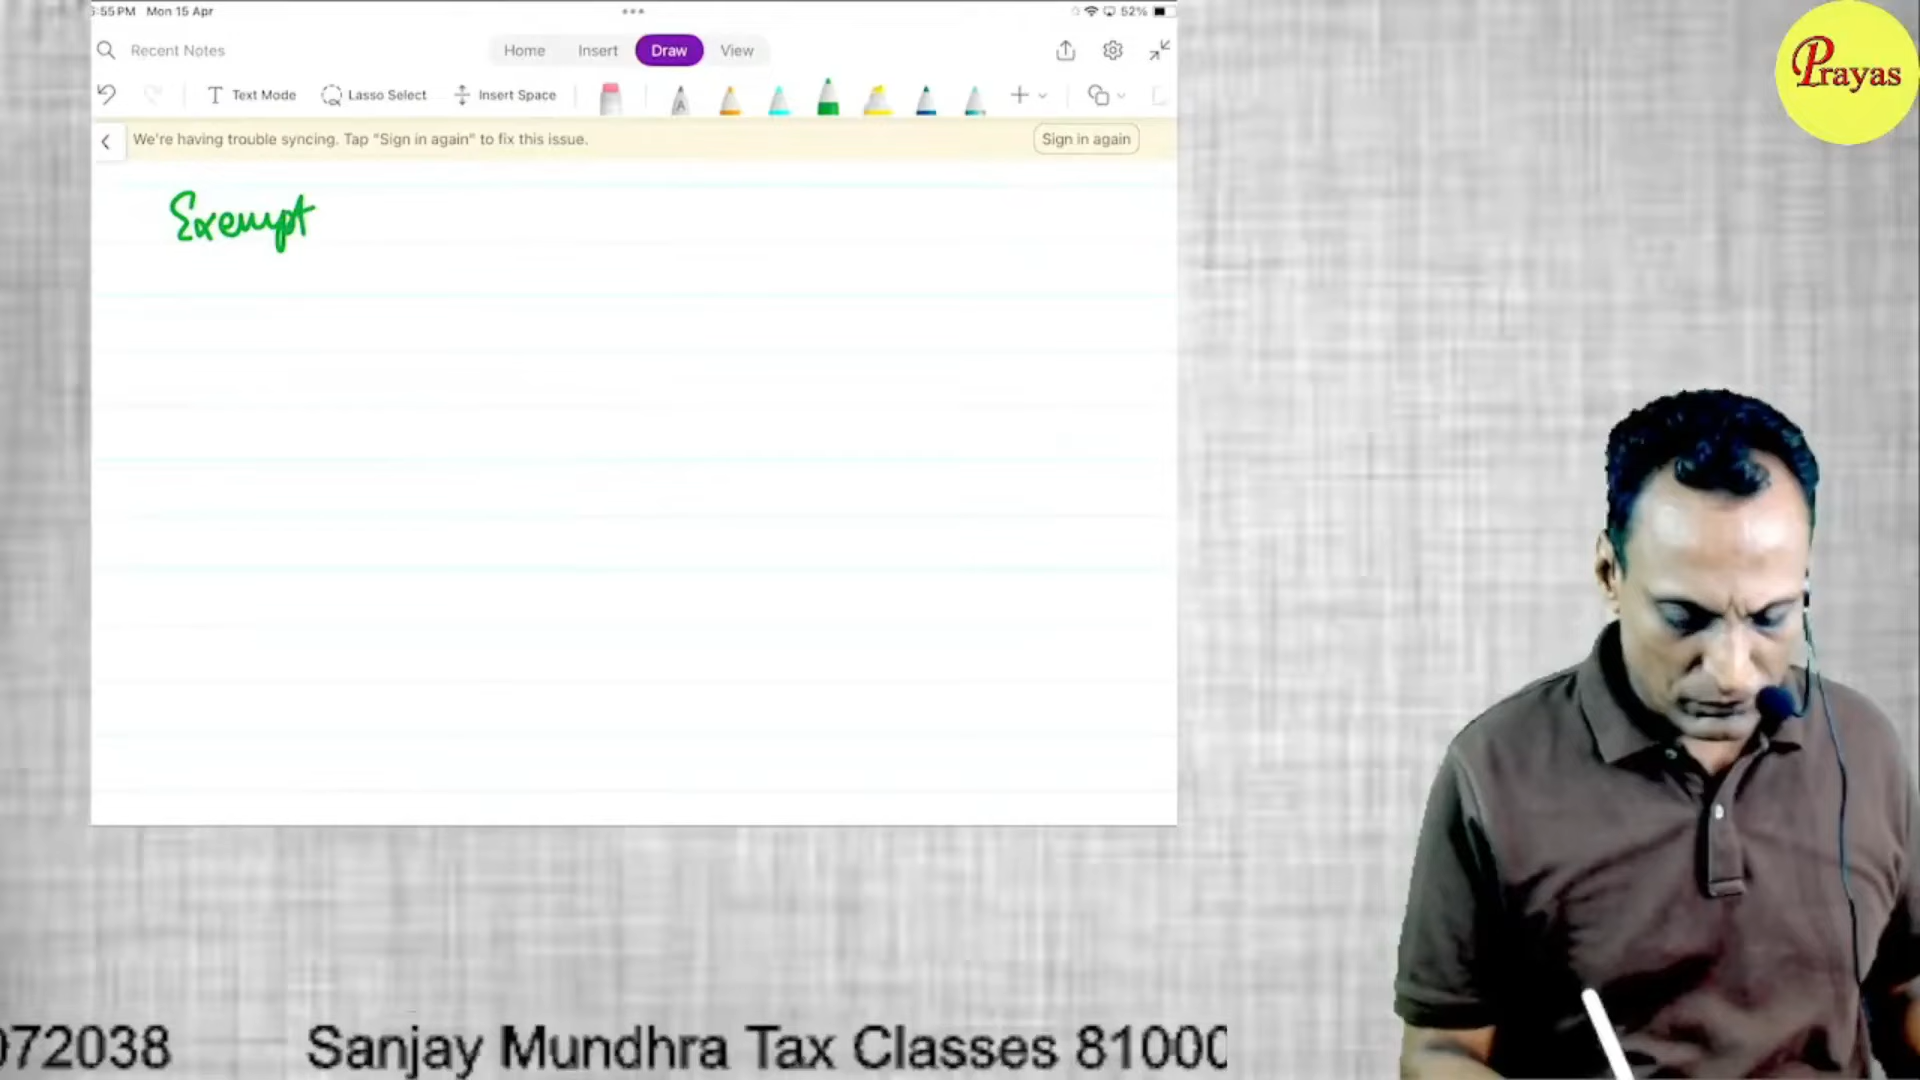 55 PM Mon 15 Apr
52%
Prayas
Recent Notes
Home Insert Draw View
Text Mode Lasso Select Insert Space
We're having trouble syncing. Tap "Sign in again" to fix this issue.
Sign in again
Exempt
072038 Sanjay Mundhra Tax Classes 81000